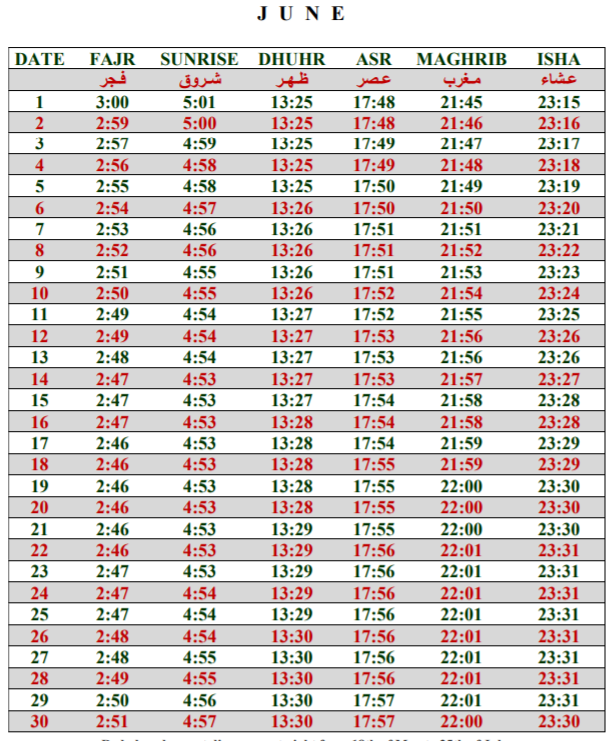 J U N E
DATE FAJR SUNRISE DHUHR ASR MAGHRIB ISHA
فجر شروق ظهر عصر مغرب عشاء
1 3:00 5:01 13:25 17:48 21:45 23:15
2 2:59 5:00 13:25 17:48 21:46 23:16
3 2:57 4:59 13:25 17:49 21:47 23:17
4 2:56 4:58 13:25 17:49 21:48 23:18
5 2:55 4:58 13:25 17:50 21:49 23:19
6 2:54 4:57 13:26 17:50 21:50 23:20
7 2:53 4:56 13:26 17:51 21:51 23:21
8 2:52 4:56 13:26 17:51 21:52 23:22
9 2:51 4:55 13:26 17:51 21:53 23:23
10 2:50 4:55 13:26 17:52 21:54 23:24
11 2:49 4:54 13:27 17:52 21:55 23:25
12 2:49 4:54 13:27 17:53 21:56 23:26
13 2:48 4:54 13:27 17:53 21:56 23:26
14 2:47 4:53 13:27 17:53 21:57 23:27
15 2:47 4:53 13:27 17:54 21:58 23:28
16 2:47 4:53 13:28 17:54 21:58 23:28
17 2:46 4:53 13:28 17:54 21:59 23:29
18 2:46 4:53 13:28 17:55 21:59 23:29
19 2:46 4:53 13:28 17:55 22:00 23:30
20 2:46 4:53 13:28 17:55 22:00 23:30
21 2:46 4:53 13:29 17:55 22:00 23:30
22 2:46 4:53 13:29 17:56 22:01 23:31
23 2:47 4:53 13:29 17:56 22:01 23:31
24 2:47 4:54 13:29 17:56 22:01 23:31
25 2:47 4:54 13:29 17:56 22:01 23:31
26 2:48 4:54 13:30 17:56 22:01 23:31
27 2:48 4:55 13:30 17:56 22:01 23:31
28 2:49 4:55 13:30 17:56 22:01 23:31
29 2:50 4:56 13:30 17:57 22:01 23:31
30 2:51 4:57 13:30 17:57 22:00 23:30